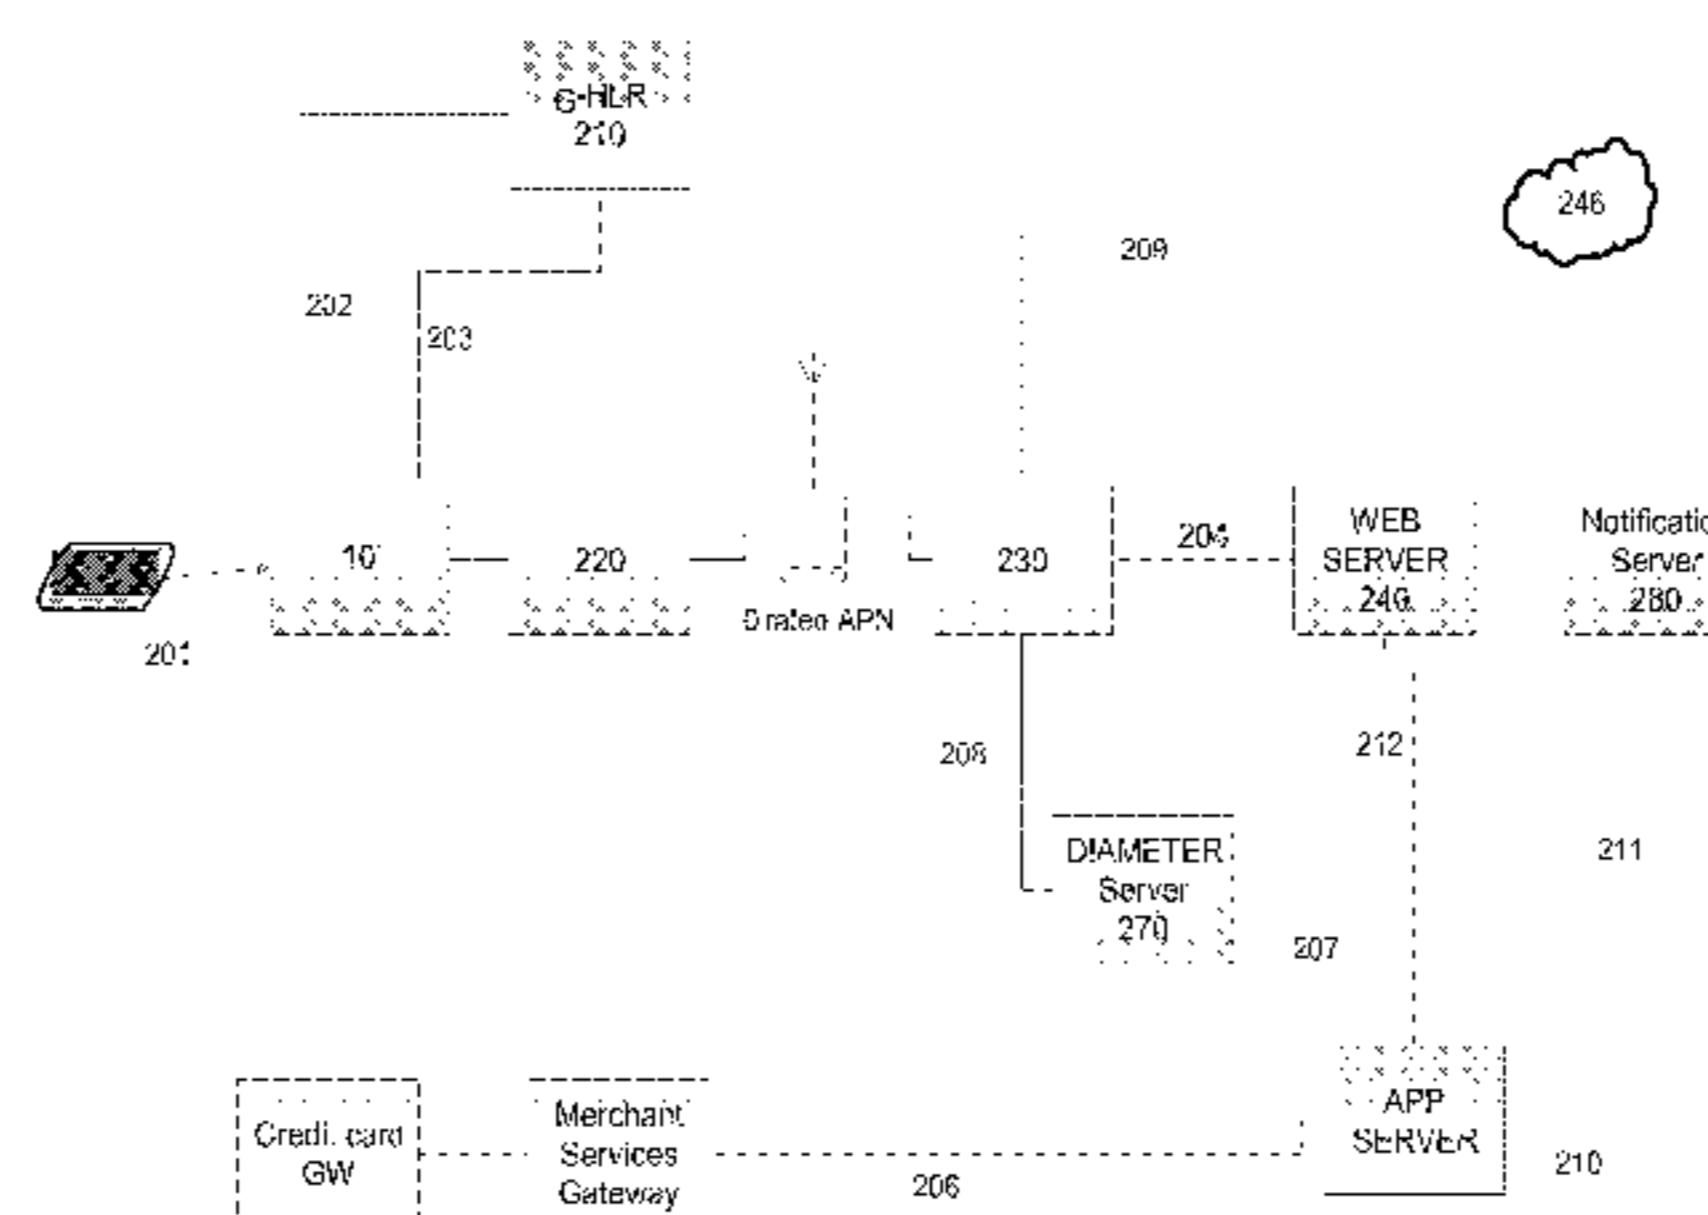 G-HLR
210
246
209
202
203
10
220
230
204
WEB
SERVER
240
Notificatio
Server
280
0 rated APN
201
208
212
DIAMETER
Server
270
211
207
Credit card
GW
Merchant
Services
Gateway
206
APP
SERVER
210